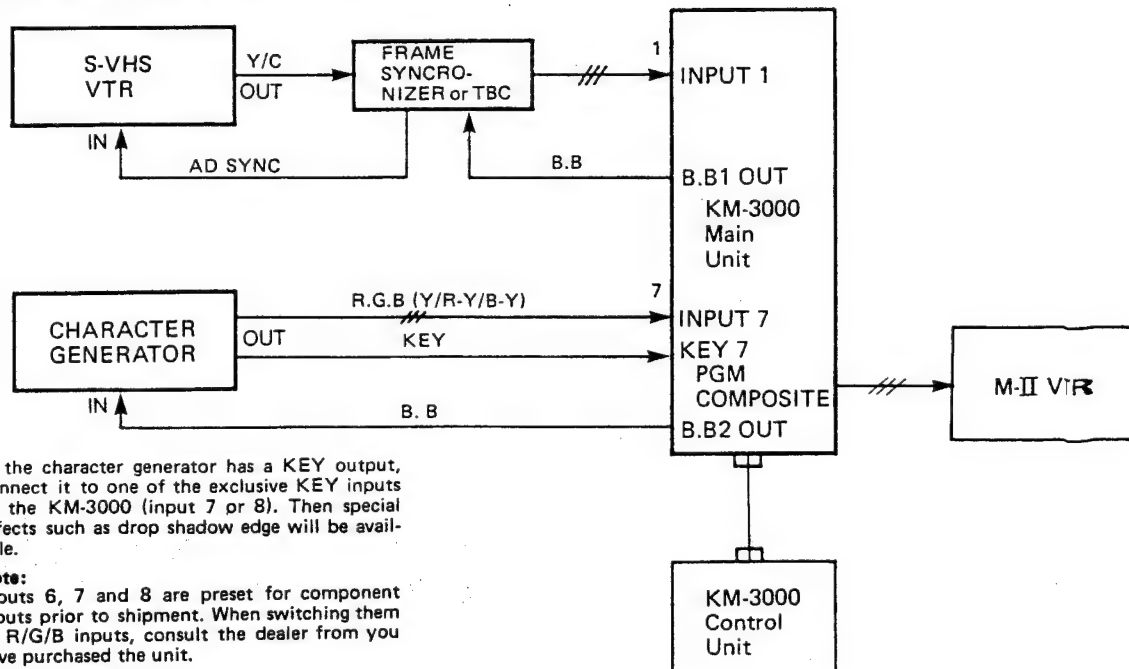 S-VHS
VTR
Y/C
OUT
IN
AD SYNC
FRAME
SYNCRO-
NIZER or TBC
1
INPUT 1
B.B
B.B1 OUT
KM-3000
Main
Unit
CHARACTER
GENERATOR
R.G.B (Y/R-Y/B-Y)
OUT
KEY
IN
B. B
7
INPUT 7
KEY 7
PGM
COMPOSITE
B.B2 OUT
M-II VTR
KM-3000
Control
Unit
the character generator has a KEY output,
nnect it to one of the exclusive KEY inputs
the KM-3000 (input 7 or 8). Then special
fects such as drop shadow edge will be avail-
le.
ote:
outs 6, 7 and 8 are preset for component
outs prior to shipment. When switching them
R/G/B inputs, consult the dealer from you
ve purchased the unit.